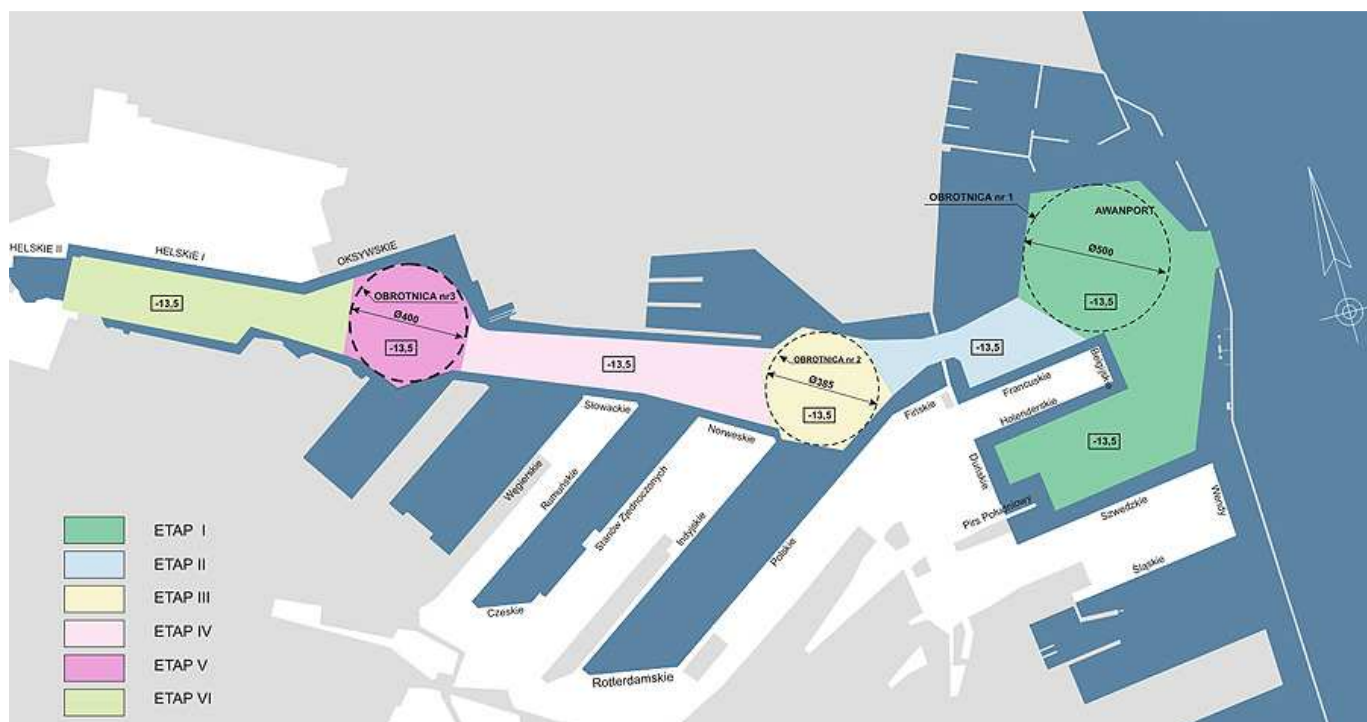 OBROTNICA nr 1
AWANPORT
Ø500
-13,5
HELSKIE II
HELSKIE I
OKSYWSKIE
-13,5
OBROTNICA nr3
Ø400
-13,5
-13,5
OBROTNICA nr 2
Ø385
-13,5
-13,5
Francuskie
Belgijskie
Holenderskie
Fińskie
-13,5
Słowackie
Norweskie
Węgierskie
Rumuńskie
Stanów Zjednoczonych
Indyjskie
Polskie
Duńskie
Pirs Południowy
Szwedzkie
Wendy
Śląskie
Czeskie
Rotterdamskie
ETAP I
ETAP II
ETAP III
ETAP IV
ETAP V
ETAP VI